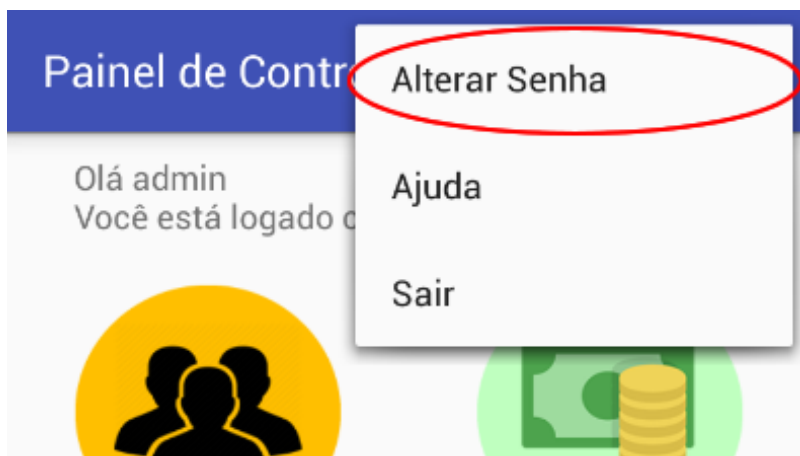 Painel de Contr
Alterar Senha
Olá admin
Você está logado c
Ajuda
Sair